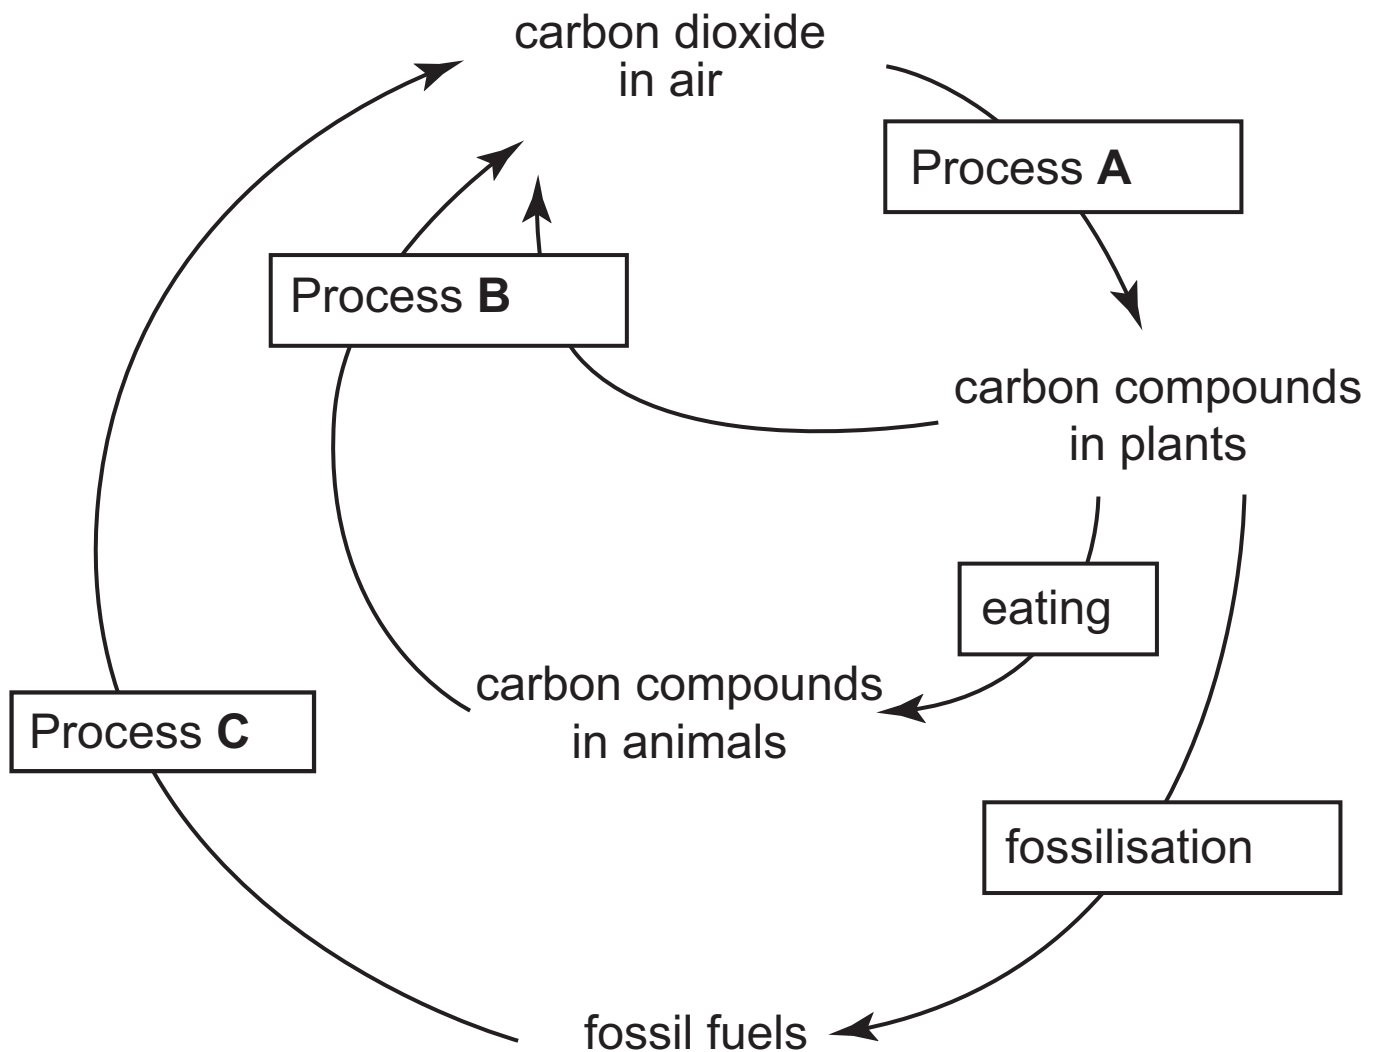 carbon dioxide
in air
Process A
Process B
carbon compounds
in plants
eating
carbon compounds
in animals
Process C
fossilisation
fossil fuels